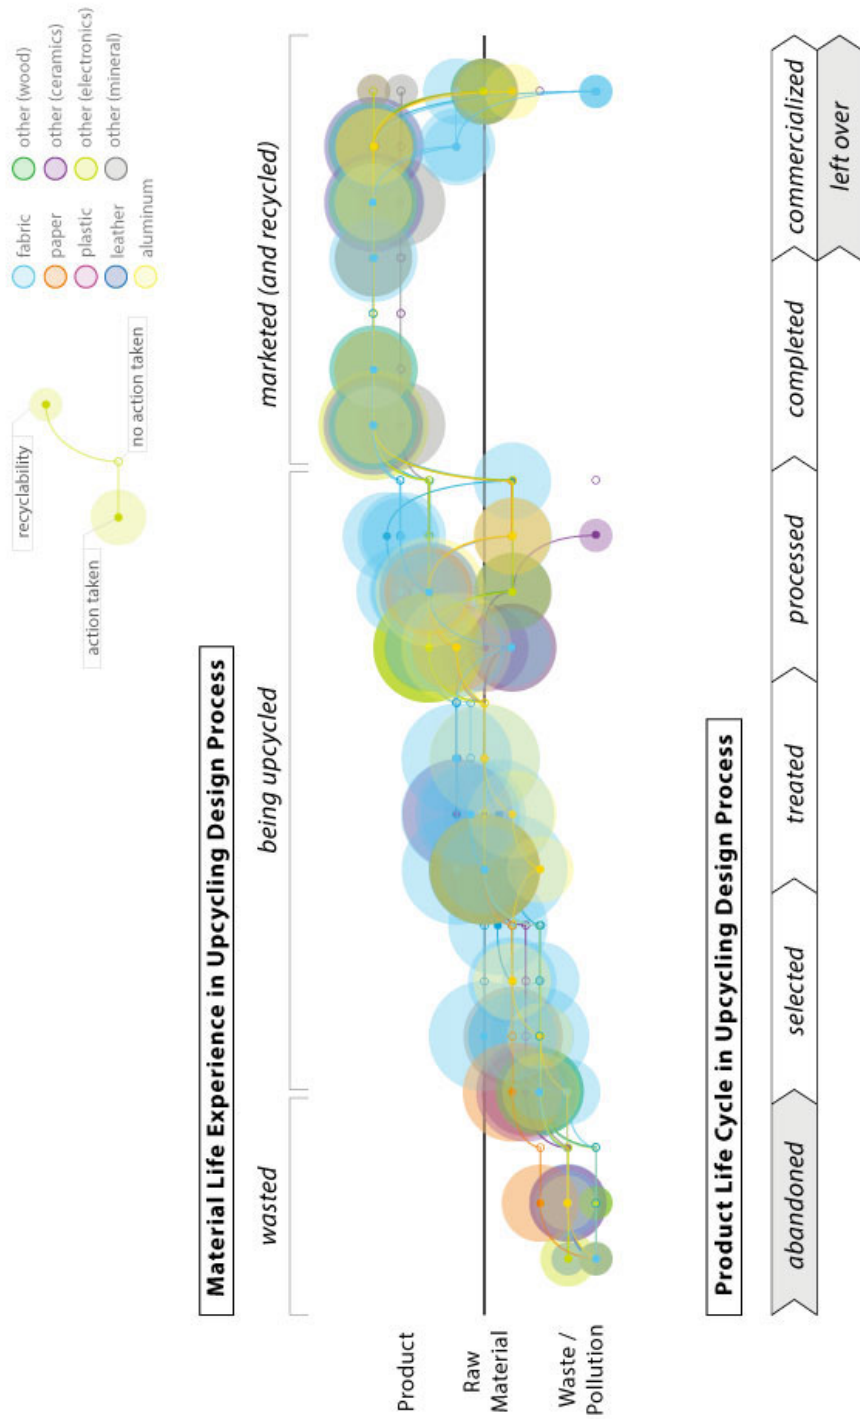 fabric
paper
plastic
leather
aluminum
other (wood)
other (ceramics)
other (electronics)
other (mineral)
recyclability
action taken
no action taken
Material Life Experience in Upcycling Design Process
wasted
being upcycled
marketed (and recycled)
Product
Raw
Material
Waste /
Pollution
Product Life Cycle in Upcycling Design Process
abandoned
selected
treated
processed
completed
commercialized
left over